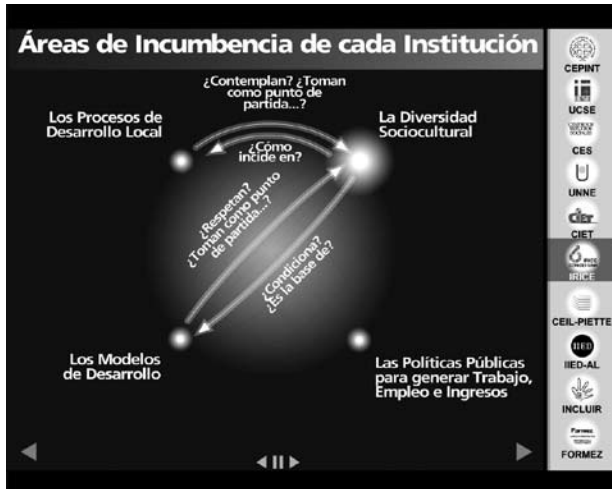 Áreas de Incumbencia de cada Institución
¿Contemplan? ¿Toman
como punto de
partida...?
Los Procesos de
Desarrollo Local
La Diversidad
Sociocultural
¿Cómo
incide en?
¿Respetan?
¿Toman como punto
de partida...?
¿Condiciona?
¿Es la base de?
Los Modelos
de Desarrollo
Las Políticas Públicas
para generar Trabajo,
Empleo e Ingresos
CEPINT
UCSE
CES
UNNE
CIET
IRICE
CEIL-PIETTE
IIED
IIED-AL
INCLUIR
Formez
FORMEZ